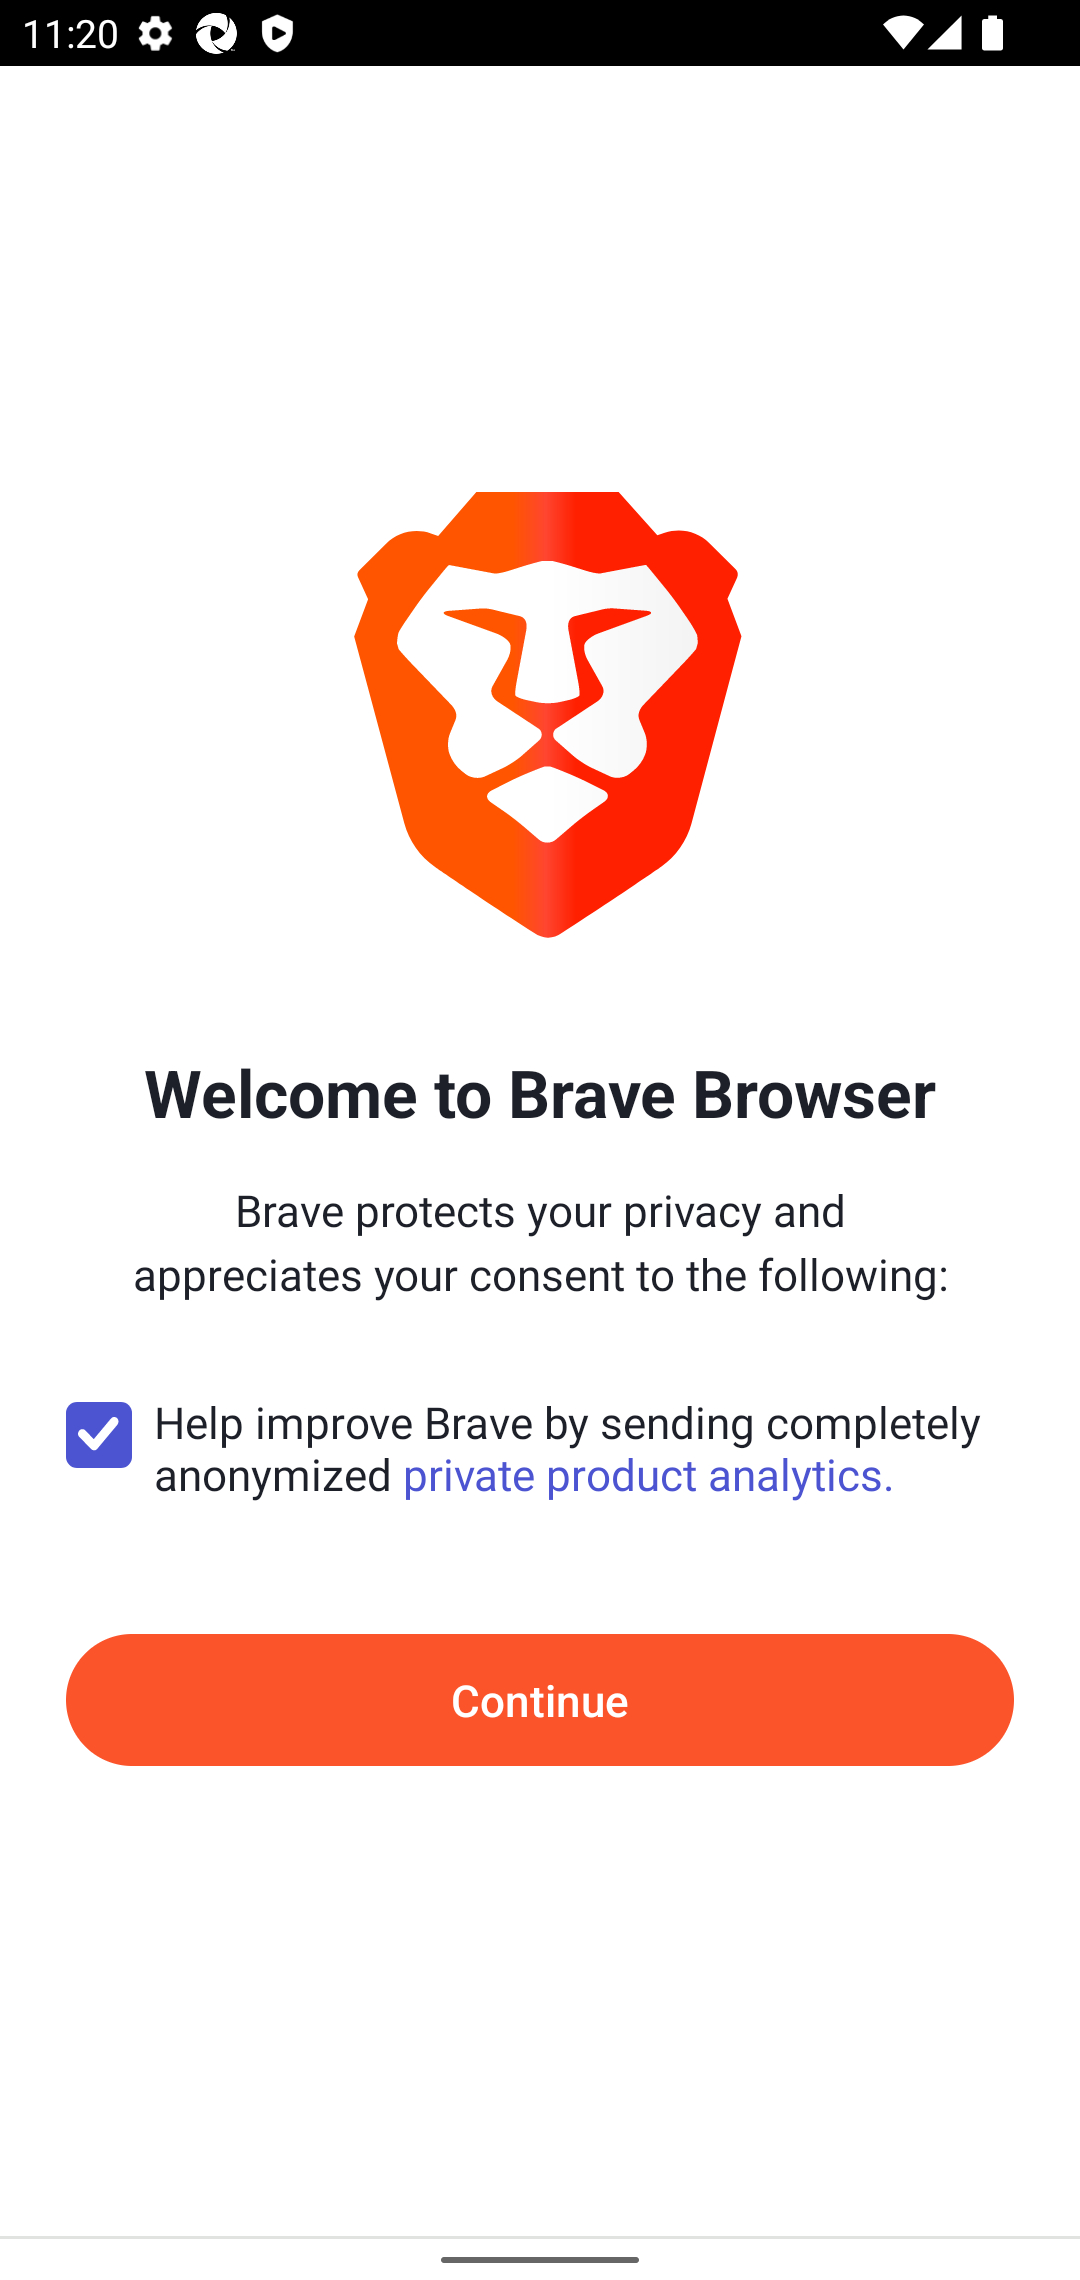 11:20
Welcome to Brave Browser
Brave protects your privacy and
appreciates your consent to the following:
Help improve Brave by sending completely
anonymized private product analytics.
Continue